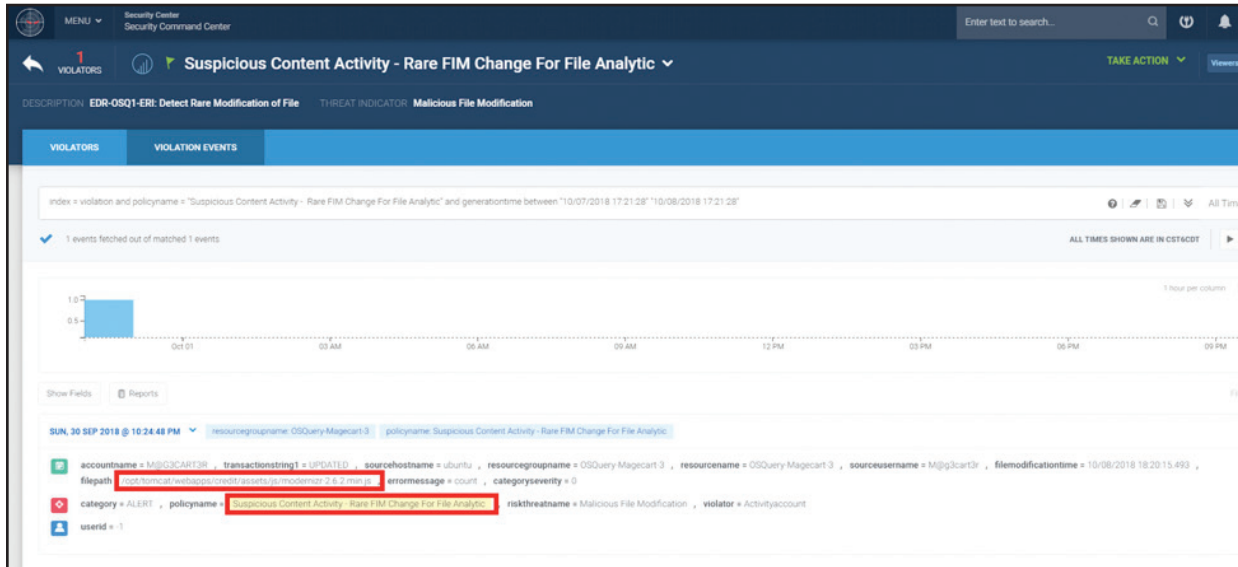 MENU
Security Center
Security Command Center
Enter text to search...
1
VIOLATORS
Suspicious Content Activity - Rare FIM Change For File Analytic
TAKE ACTION
Viewers
DESCRIPTION EDR-OSQ1-ERI: Detect Rare Modification of File THREAT INDICATOR Malicious File Modification
VIOLATORS VIOLATION EVENTS
index = violation and policyname = "Suspicious Content Activity - Rare FIM Change For File Analytic" and generationtime between "10/07/2018 17:21:28" "10/08/2018 17:21:28"
All Tim
1 events fetched out of matched 1 events
ALL TIMES SHOWN ARE IN CST6CDT
1 hour per column
1.0
0.5
Oct 01 03 AM 06 AM 09 AM 12 PM 03 PM 06 PM 09 PM
Show Fields Reports
SUN, 30 SEP 2018 @ 10:24:48 PM resourcegroupname: OSQuery-Magecart-3 policyname: Suspicious Content Activity - Rare FIM Change For File Analytic
accountname = M@G3CART3R , transactionstring1 = UPDATED , sourcehostname = ubuntu , resourcegroupname = OSQuery-Magecart-3 , resourcename = OSQuery-Magecart-3 , sourceusername = M@g3cart3r , filemodificationtime = 10/08/2018 18:20:15.493 ,
filepath /opt/tomcat/webapps/credit/assets/js/modernizr-2.6.2.min.js , errormessage = count , categoryseverity = 0
category = ALERT , policyname = Suspicious Content Activity - Rare FIM Change For File Analytic , riskthreatname = Malicious File Modification , violator = Activityaccount
userid = -1